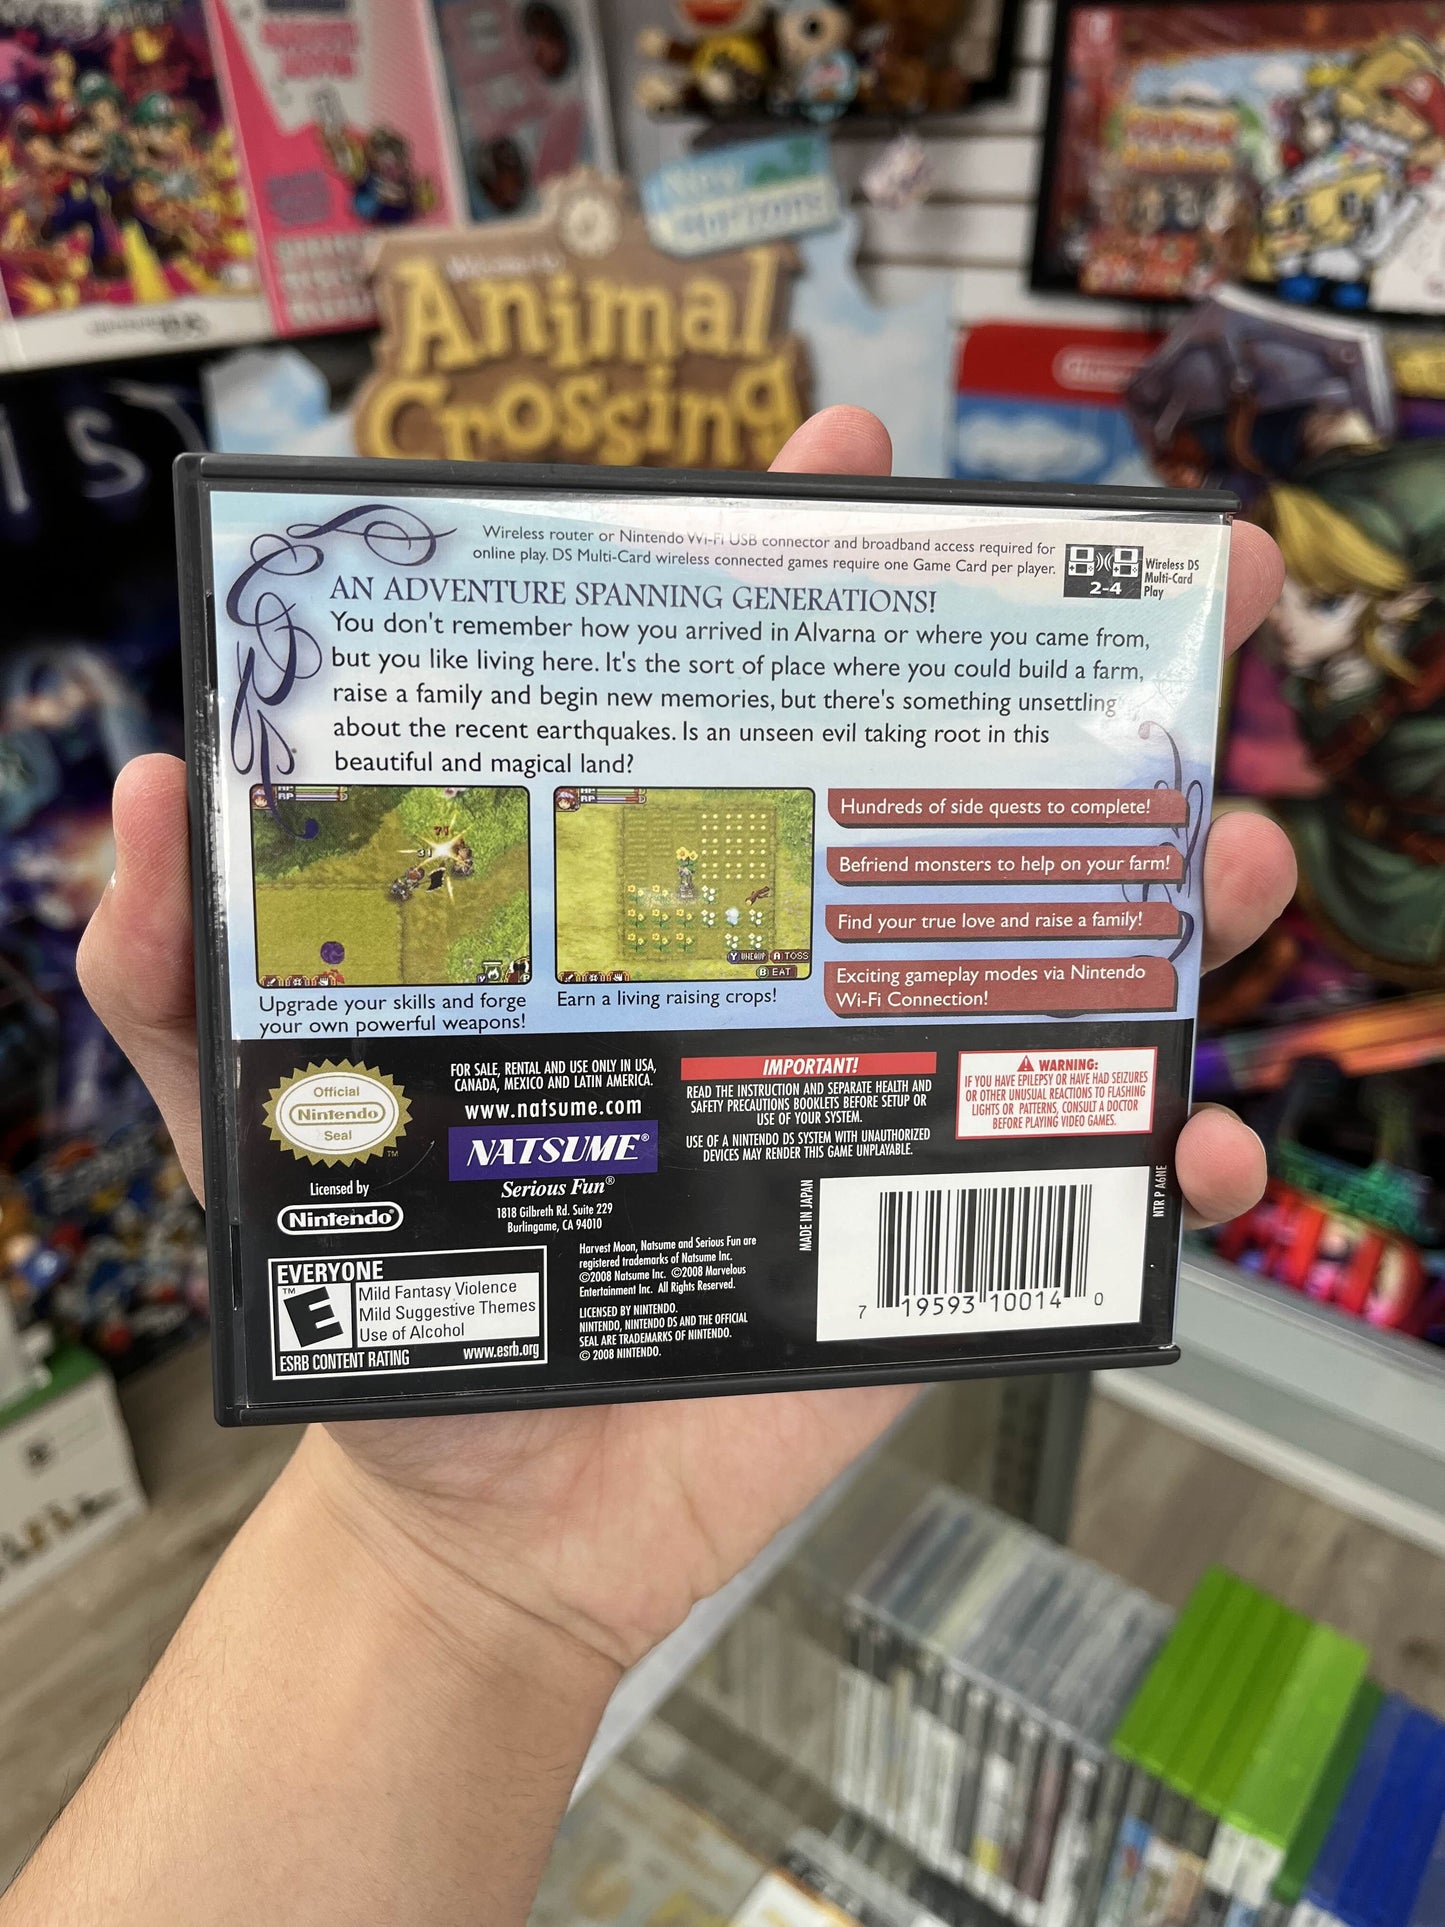 Animal
Crossing
Wireless router or Nintendo Wi-Fi USB connector and broadband access required for
online play. DS Multi-Card wireless connected games require one Game Card per player.
2-4
Wireless DS
Multi-Card
Play
AN ADVENTURE SPANNING GENERATIONS!
You don't remember how you arrived in Alvarna or where you came from,
but you like living here. It's the sort of place where you could build a farm,
raise a family and begin new memories, but there's something unsettling
about the recent earthquakes. Is an unseen evil taking root in this
beautiful and magical land?
RP
71
31
Upgrade your skills and forge
your own powerful weapons!
RP
A TOSS
B EAT
Earn a living raising crops!
Hundreds of side quests to complete!
Befriend monsters to help on your farm!
Find your true love and raise a family!
Exciting gameplay modes via Nintendo
Wi-Fi Connection!
Official
Nintendo
Seal
TM
Licensed by
Nintendo®
FOR SALE, RENTAL AND USE ONLY IN USA,
CANADA, MEXICO AND LATIN AMERICA.
www.natsume.com
NATSUME®
Serious Fun®
1818 Gilbreth Rd. Suite 229
Burlingame, CA 94010
IMPORTANT!
READ THE INSTRUCTION AND SEPARATE HEALTH AND
SAFETY PRECAUTIONS BOOKLETS BEFORE SETUP OR
USE OF YOUR SYSTEM.
USE OF A NINTENDO DS SYSTEM WITH UNAUTHORIZED
DEVICES MAY RENDER THIS GAME UNPLAYABLE.
WARNING:
IF YOU HAVE EPILEPSY OR HAVE HAD SEIZURES
OR OTHER UNUSUAL REACTIONS TO FLASHING
LIGHTS OR PATTERNS, CONSULT A DOCTOR
BEFORE PLAYING VIDEO GAMES.
EVERYONE
TM
E
Mild Fantasy Violence
Mild Suggestive Themes
Use of Alcohol
ESRB CONTENT RATING
www.esrb.org
Harvest Moon, Natsume and Serious Fun are
registered trademarks of Natsume Inc.
©2008 Natsume Inc. ©2008 Marvelous
Entertainment Inc. All Rights Reserved.
LICENSED BY NINTENDO.
NINTENDO, NINTENDO DS AND THE OFFICIAL
SEAL ARE TRADEMARKS OF NINTENDO.
© 2008 NINTENDO.
MADE IN JAPAN
7 19593 10014 0
NTR P A6NE